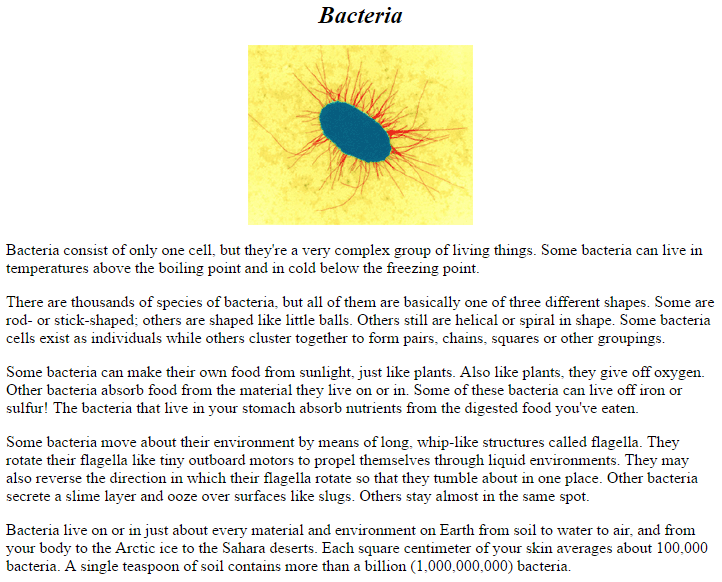 Bacteria
Bacteria consist of only one cell, but they're a very complex group of living things. Some bacteria can live in
temperatures above the boiling point and in cold below the freezing point.
There are thousands of species of bacteria, but all of them are basically one of three different shapes. Some are
rod- or stick-shaped; others are shaped like little balls. Others still are helical or spiral in shape. Some bacteria
cells exist as individuals while others cluster together to form pairs, chains, squares or other groupings.
Some bacteria can make their own food from sunlight, just like plants. Also like plants, they give off oxygen.
Other bacteria absorb food from the material they live on or in. Some of these bacteria can live off iron or
sulfur! The bacteria that live in your stomach absorb nutrients from the digested food you've eaten.
Some bacteria move about their environment by means of long, whip-like structures called flagella. They
rotate their flagella like tiny outboard motors to propel themselves through liquid environments. They may
also reverse the direction in which their flagella rotate so that they tumble about in one place. Other bacteria
secrete a slime layer and ooze over surfaces like slugs. Others stay almost in the same spot.
Bacteria live on or in just about every material and environment on Earth from soil to water to air, and from
your body to the Arctic ice to the Sahara deserts. Each square centimeter of your skin averages about 100,000
bacteria. A single teaspoon of soil contains more than a billion (1,000,000,000) bacteria.